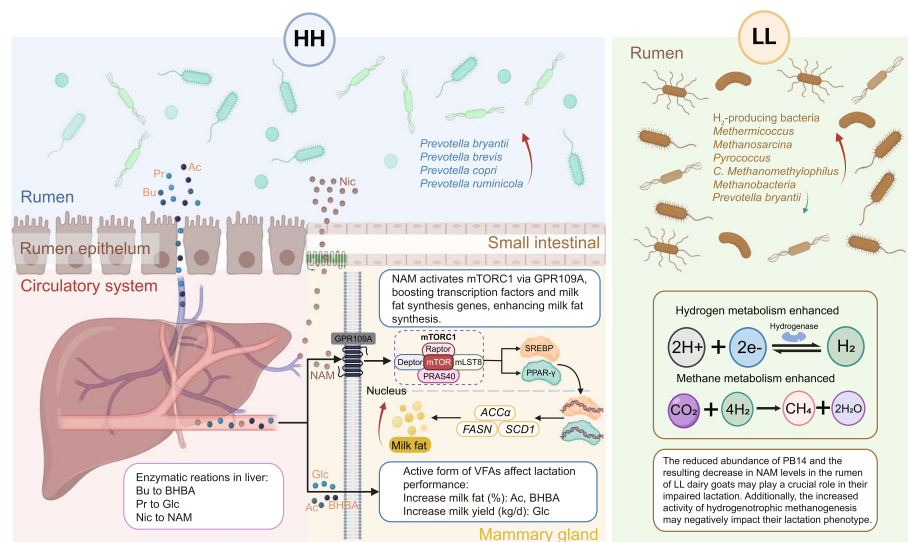 HH
LL
Rumen
H₂-producing bacteria
Methermicoccus
Methanosarcina
Pyrococcus
C. Methanomethylophilus
Methanobacteria
Prevotella bryantii
Prevotella bryantii
Prevotella brevis
Prevotella copri
Prevotella ruminicola
Ac
Pr
Bu
Nic
Rumen
Rumen epithelum
Small intestinal
Circulatory system
NAM activates mTORC1 via GPR109A,
boosting transcription factors and milk
fat synthesis genes, enhancing milk fat
synthesis.
GPR109A
NAM
mTORC1
Raptor
Deptor
mTOR
mLST8
PRAS40
SREBP
PPAR-γ
Nucleus
Milk fat
ACCα
FASN
SCD1
Enzymatic reations in liver:
Bu to BHBA
Pr to Glc
Nic to NAM
Glc
Ac
BHBA
Active form of VFAs affect lactation
performance:
Increase milk fat (%): Ac, BHBA
Increase milk yield (kg/d): Glc
Mammary gland
Hydrogen metabolism enhanced
2H+ + 2e- Hydrogenase H₂
Methane metabolism enhanced
CO₂ + 4H₂ CH₄ + 2H₂O
The reduced abundance of PB14 and the
resulting decrease in NAM levels in the rumen
of LL dairy goats may play a crucial role in their
impaired lactation. Additionally, the increased
activity of hydrogenotrophic methanogenesis
may negatively impact their lactation phenotype.